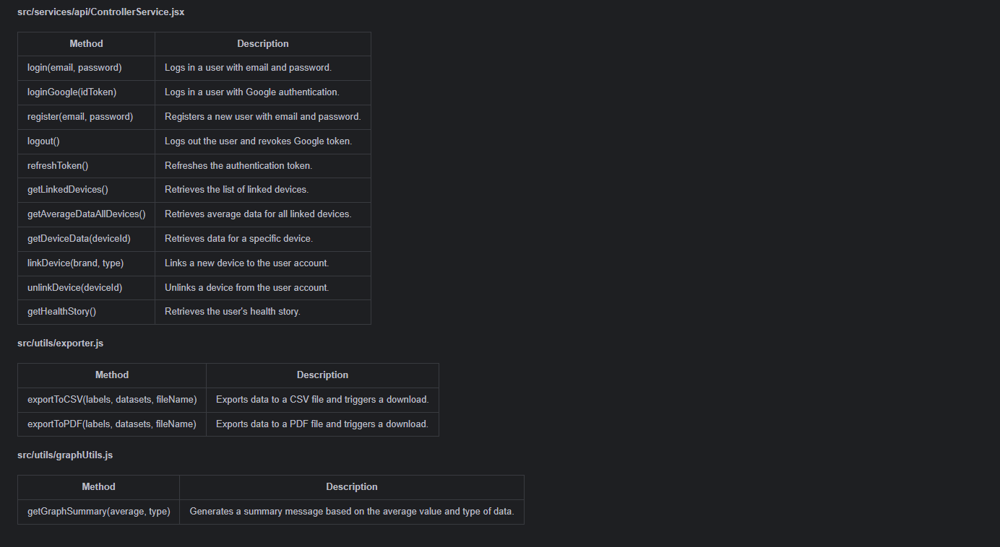 src/services/api/ControllerService.jsx
Method Description
login(email, password) Logs in a user with email and password.
loginGoogle(idToken) Logs in a user with Google authentication.
register(email, password) Registers a new user with email and password.
logout() Logs out the user and revokes Google token.
refreshToken() Refreshes the authentication token.
getLinkedDevices() Retrieves the list of linked devices.
getAverageDataAllDevices() Retrieves average data for all linked devices.
getDeviceData(deviceId) Retrieves data for a specific device.
linkDevice(brand, type) Links a new device to the user account.
unlinkDevice(deviceId) Unlinks a device from the user account.
getHealthStory() Retrieves the user's health story.
src/utils/exporter.js
Method Description
exportToCSV(labels, datasets, fileName) Exports data to a CSV file and triggers a download.
exportToPDF(labels, datasets, fileName) Exports data to a PDF file and triggers a download.
src/utils/graphUtils.js
Method Description
getGraphSummary(average, type) Generates a summary message based on the average value and type of data.